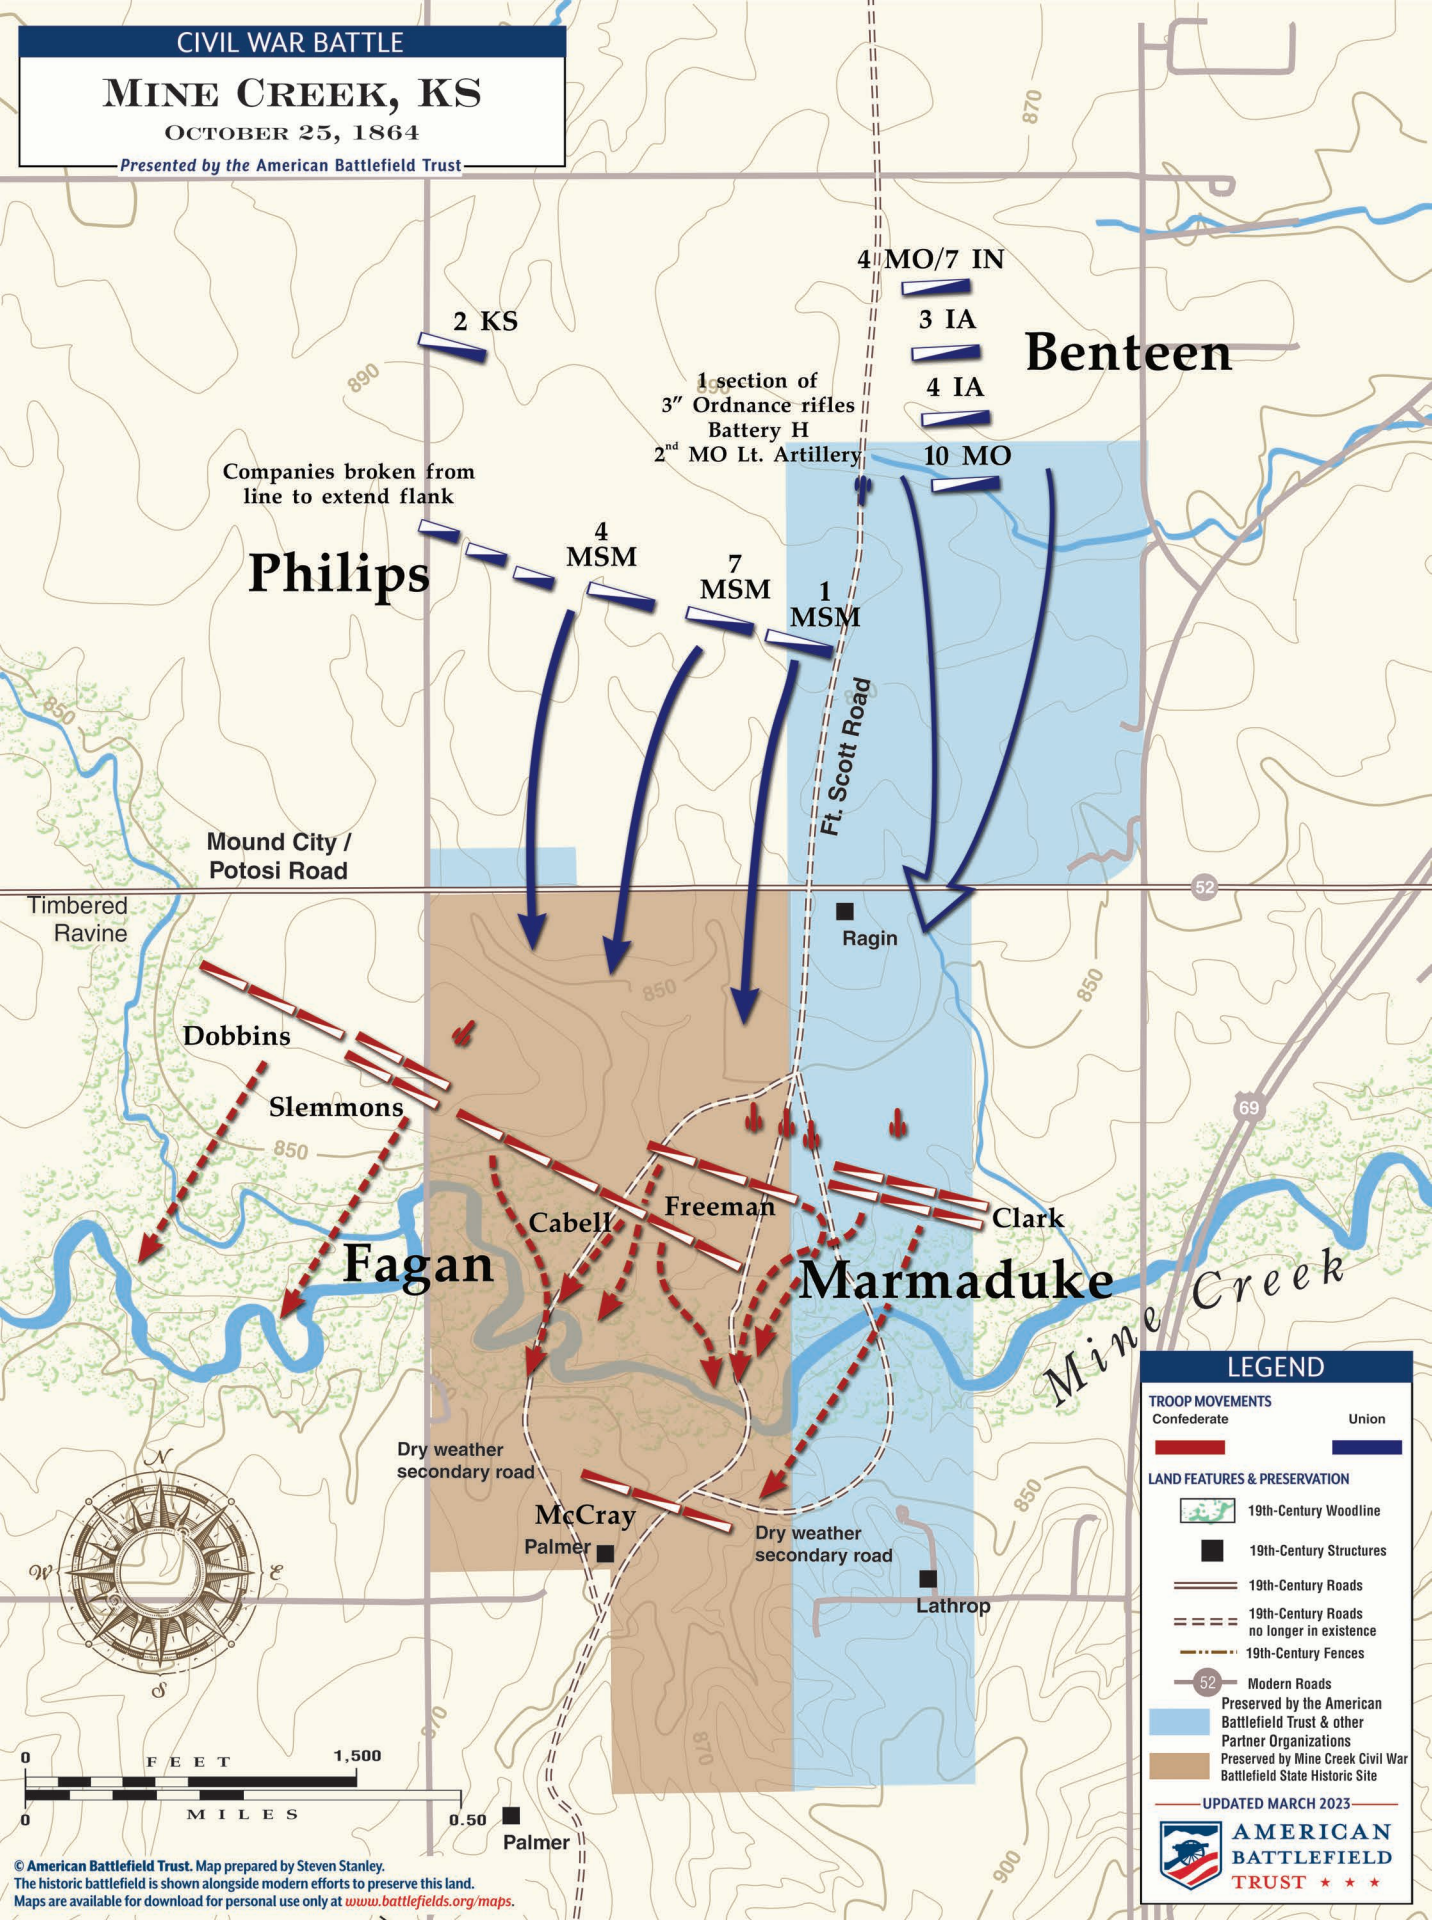 CIVIL WAR BATTLE
Mine Creek, KS
October 25, 1864
Presented by the American Battlefield Trust
870
4 MO/7 IN
3 IA
Benteen
4 IA
10 MO
2 KS
890
890
1 section of
3" Ordnance rifles
Battery H
2nd MO Lt. Artillery
Companies broken from
line to extend flank
Philips
4
MSM
7
MSM
1
MSM
850
Ft. Scott Road
Mound City /
Potosi Road
Timbered
Ravine
52
Ragin
850
850
Dobbins
Slemmons
69
850
Freeman
Cabell
Clark
Fagan
Marmaduke
Mine Creek
Dry weather
secondary road
McCray
Palmer
Dry weather
secondary road
850
Lathrop
N
W
E
S
870
870
900
0
FEET
1,500
0
MILES
0.50
Palmer
© American Battlefield Trust. Map prepared by Steven Stanley.
The historic battlefield is shown alongside modern efforts to preserve this land.
Maps are available for download for personal use only at www.battlefields.org/maps.
LEGEND
TROOP MOVEMENTS
Confederate
Union
LAND FEATURES & PRESERVATION
19th-Century Woodline
19th-Century Structures
19th-Century Roads
19th-Century Roads
no longer in existence
19th-Century Fences
52
Modern Roads
Preserved by the American
Battlefield Trust & other
Partner Organizations
Preserved by Mine Creek Civil War
Battlefield State Historic Site
UPDATED MARCH 2023
AMERICAN
BATTLEFIELD
TRUST